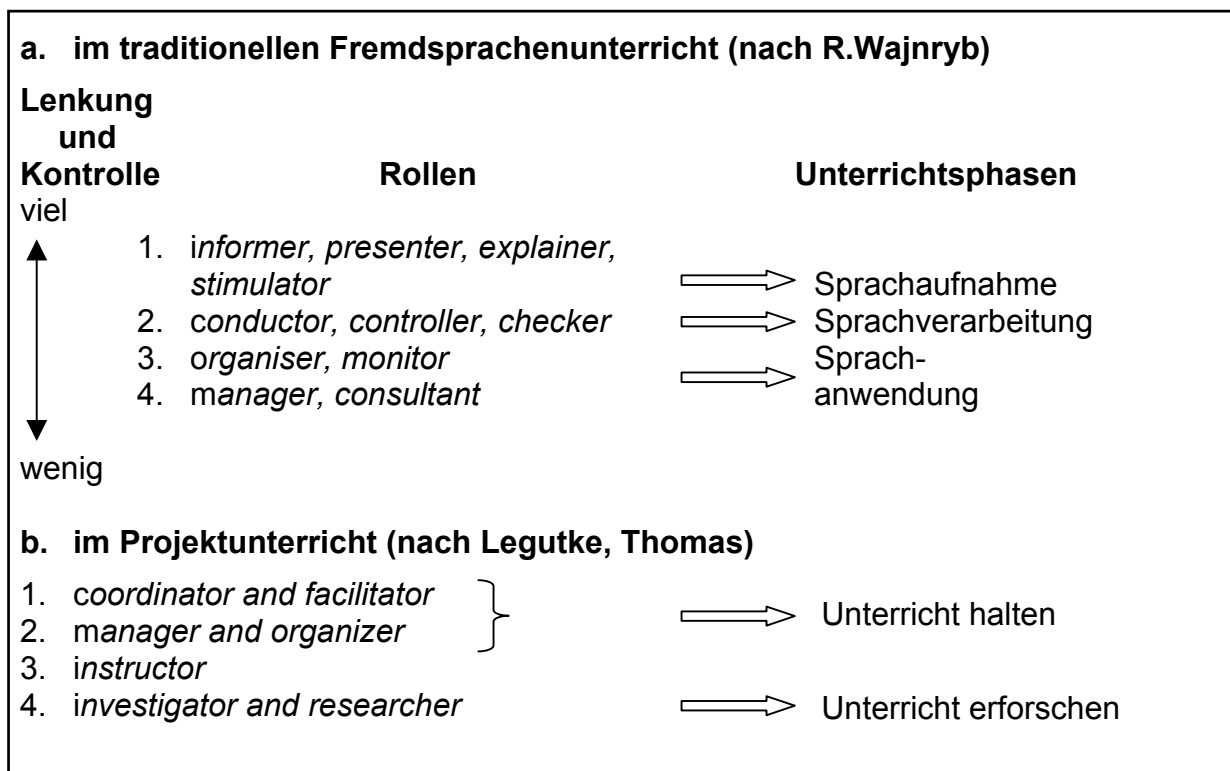 a. im traditionellen Fremdsprachenunterricht (nach R.Wajnryb)
Lenkung
und
Kontrolle Rollen Unterrichtsphasen
viel
1. informer, presenter, explainer,
stimulator Sprachaufnahme
2. conductor, controller, checker Sprachverarbeitung
3. organiser, monitor Sprach-
4. manager, consultant anwendung
wenig
b. im Projektunterricht (nach Legutke, Thomas)
1. coordinator and facilitator Unterricht halten
2. manager and organizer
3. instructor
4. investigator and researcher Unterricht erforschen